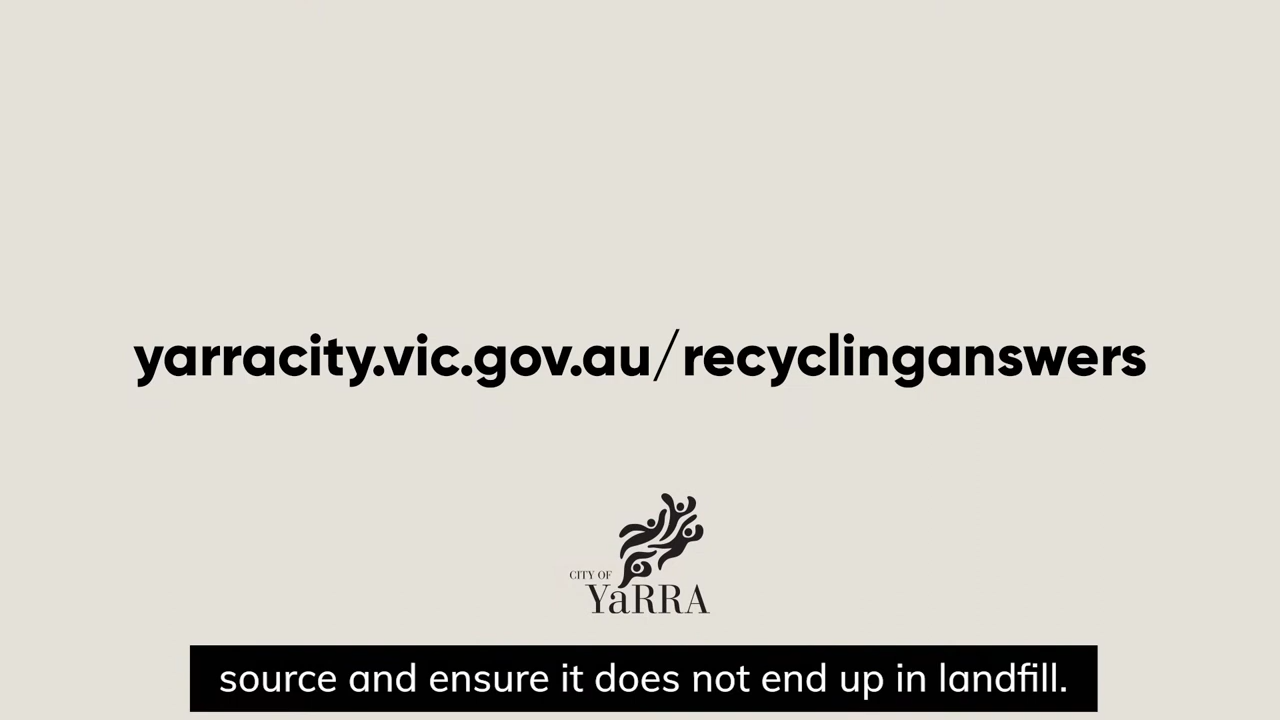 yarracity.vic.gov.au/recyclinganswers
CITY OF
YaRRA
source and ensure it does not end up in landfill.